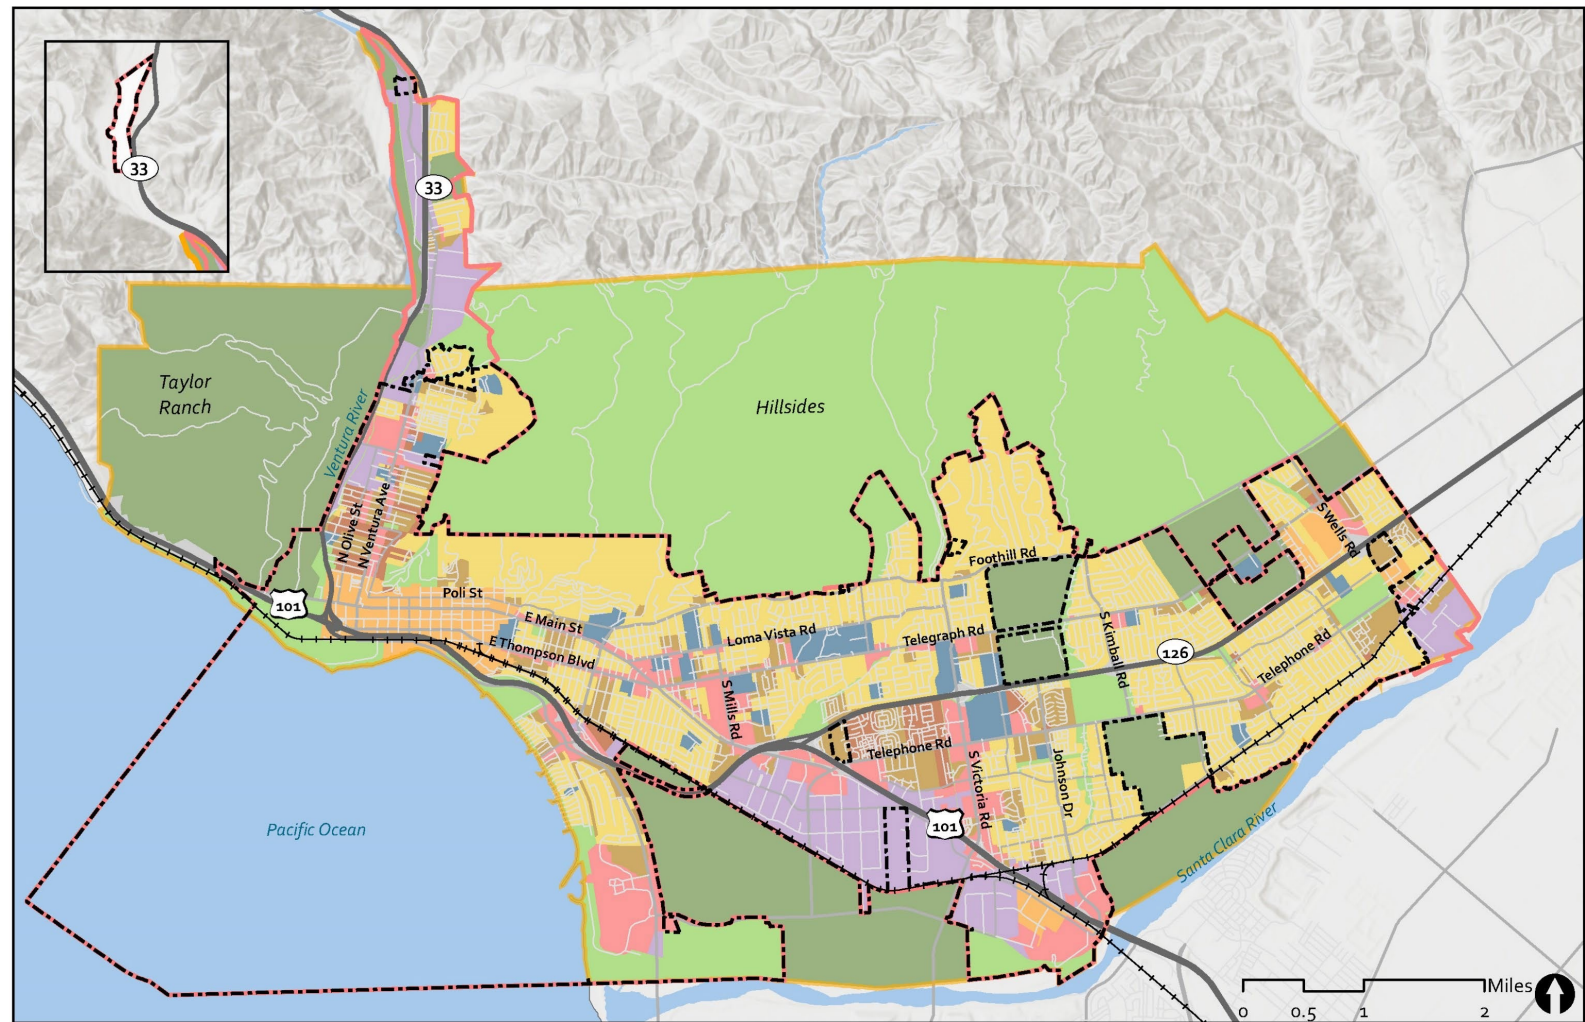 33
33
Taylor
Ranch
Ventura River
Hillsides
N Olive St
N Ventura Ave
S Wells Rd
Foothill Rd
Poli St
101
E Main St
E Thompson Blvd
Loma Vista Rd
Telegraph Rd
S Kimball Rd
126
Telephone Rd
S Mills Rd
Telephone Rd
S Victoria Rd
Johnson Dr
Pacific Ocean
101
Santa Clara River
Miles
0 0.5 1 2